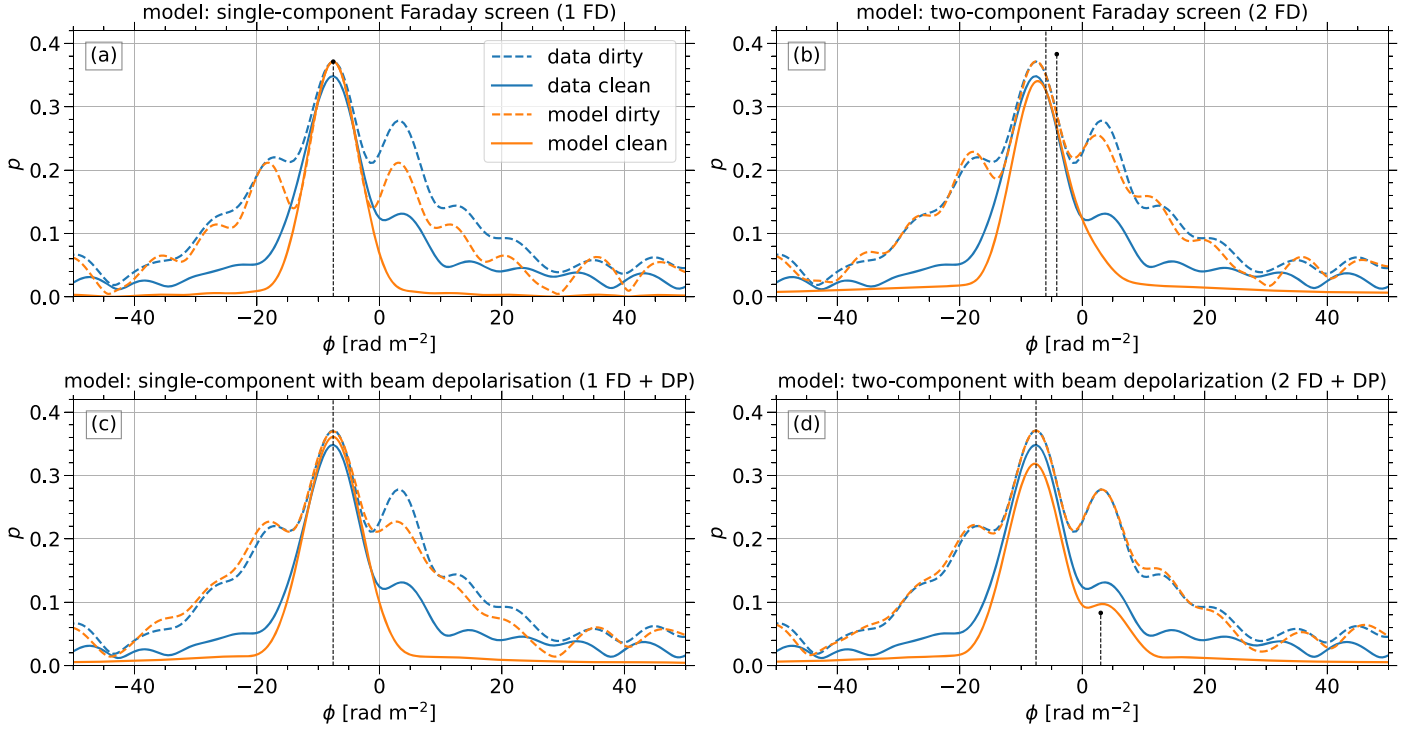 model: single-component Faraday screen (1 FD)
(a)
data dirty
data clean
model dirty
model clean
0.4
0.3
0.2
0.1
0.0
p
−40 −20 0 20 40
ϕ [rad m⁻²]
model: two-component Faraday screen (2 FD)
(b)
0.4
0.3
0.2
0.1
0.0
p
−40 −20 0 20 40
ϕ [rad m⁻²]
model: single-component with beam depolarisation (1 FD + DP)
(c)
0.4
0.3
0.2
0.1
0.0
p
−40 −20 0 20 40
ϕ [rad m⁻²]
model: two-component with beam depolarization (2 FD + DP)
(d)
0.4
0.3
0.2
0.1
0.0
p
−40 −20 0 20 40
ϕ [rad m⁻²]